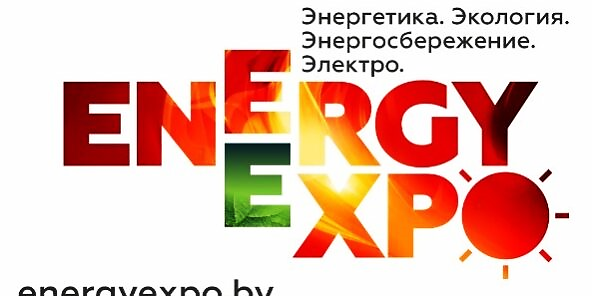 Энергетика. Экология.
Энергосбережение.
Электро.
ENERGY
EXPO
energyexpo.by